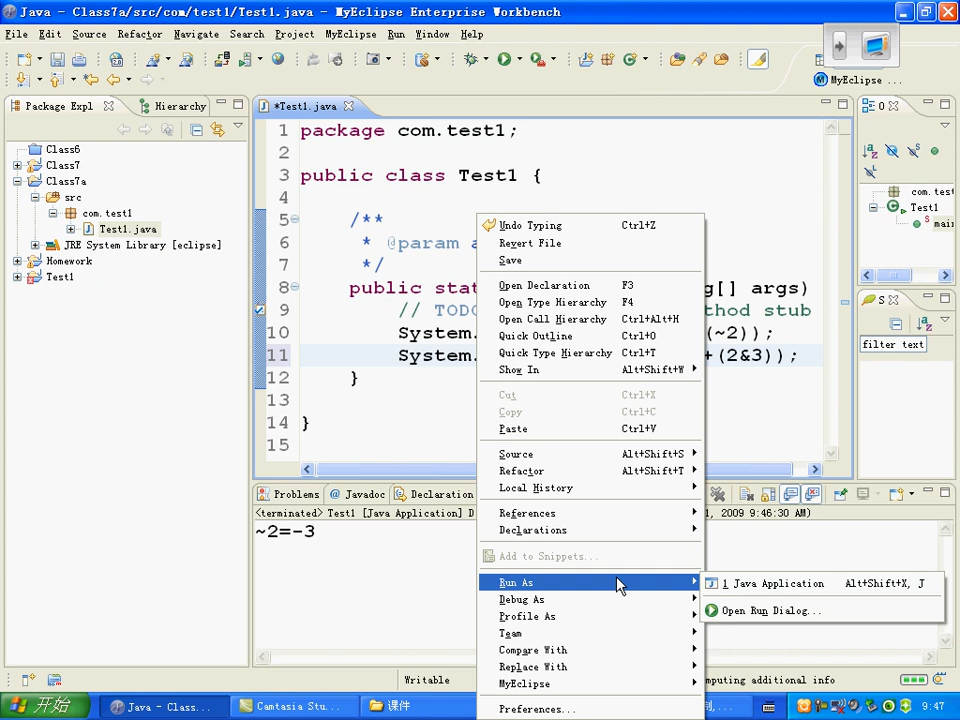 Java - Class7a/src/com/test1/Test1.java - MyEclipse Enterprise Workbench
File Edit Source Refactor Navigate Search Project MyEclipse Run Window Help
MyEclipse ...
Package Expl
Hierarchy
*Test1.java
Class6
Class7
Class7a
src
com.test1
Test1.java
JRE System Library [eclipse]
Homework
Test1
1 package com.test1;
2
3 public class Test1 {
4
5 /**
6 * @param a
7 */
8 public stat g[] args)
9 // TODO thod stub
10 System. (~2));
11 System. +(2&3));
12 }
13
14 }
15
Undo Typing Ctrl+Z
Revert File
Save
Open Declaration F3
Open Type Hierarchy F4
Open Call Hierarchy Ctrl+Alt+H
Quick Outline Ctrl+O
Quick Type Hierarchy Ctrl+T
Show In Alt+Shift+W
Cut Ctrl+X
Copy Ctrl+C
Paste Ctrl+V
Source Alt+Shift+S
Refactor Alt+Shift+T
Local History
References
Declarations
Add to Snippets...
Run As
Debug As
Profile As
Team
Compare With
Replace With
MyEclipse
Preferences...
1 Java Application Alt+Shift+X, J
Open Run Dialog...
O
com.test
Test1
main
S
filter text
Problems
@ Javadoc
Declaration
<terminated> Test1 [Java Application] D
1, 2009 9:46:30 AM)
~2=-3
Writable
mputing additional info
开始
Java - Class...
Camtasia Stu...
课件
9:47